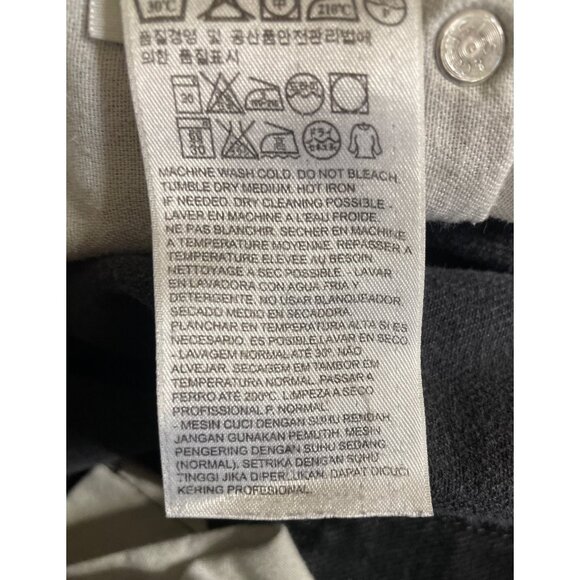 30°C 210°C P
품질경영 및 공산품안전관리법에
의한 품질표시
30
ドライ
MACHINE WASH COLD. DO NOT BLEACH.
TUMBLE DRY MEDIUM. HOT IRON
IF NEEDED. DRY CLEANING POSSIBLE -
LAVER EN MACHINE A L'EAU FROIDE.
NE PAS BLANCHIR. SECHER EN MACHINE
A TEMPERATURE MOYENNE. REPASSER A
TEMPERATURE ELEVEE AU BESOIN
NETTOYAGE A SEC POSSIBLE. - LAVAR
EN LAVADORA CON AGUA FRIA Y
DETERGENTE. NO USAR BLANQUEADOR.
SECADO MEDIO EN SECADORA.
PLANCHAR EN TEMPERATURA ALTA SI ES
NECESARIO. ES POSIBLE LAVAR EN SECO
- LAVAGEM NORMAL ATÉ 30°. NÃO
ALVEJAR. SECAGEM EM TAMBOR EM
TEMPERATURA NORMAL. PASSAR A
FERRO ATÉ 200°C. LIMPEZA A SECO
PROFISSIONAL P, NORMAL.
- MESIN CUCI DENGAN SUHU RENDAH.
JANGAN GUNAKAN PEMUTIH. MESIN
PENGERING DENGAN SUHU SEDANG
(NORMAL). SETRIKA DENGAN SUHU
TINGGI JIKA DIPERLUKAN. DAPAT DICUCI
KERING PROFESIONAL.